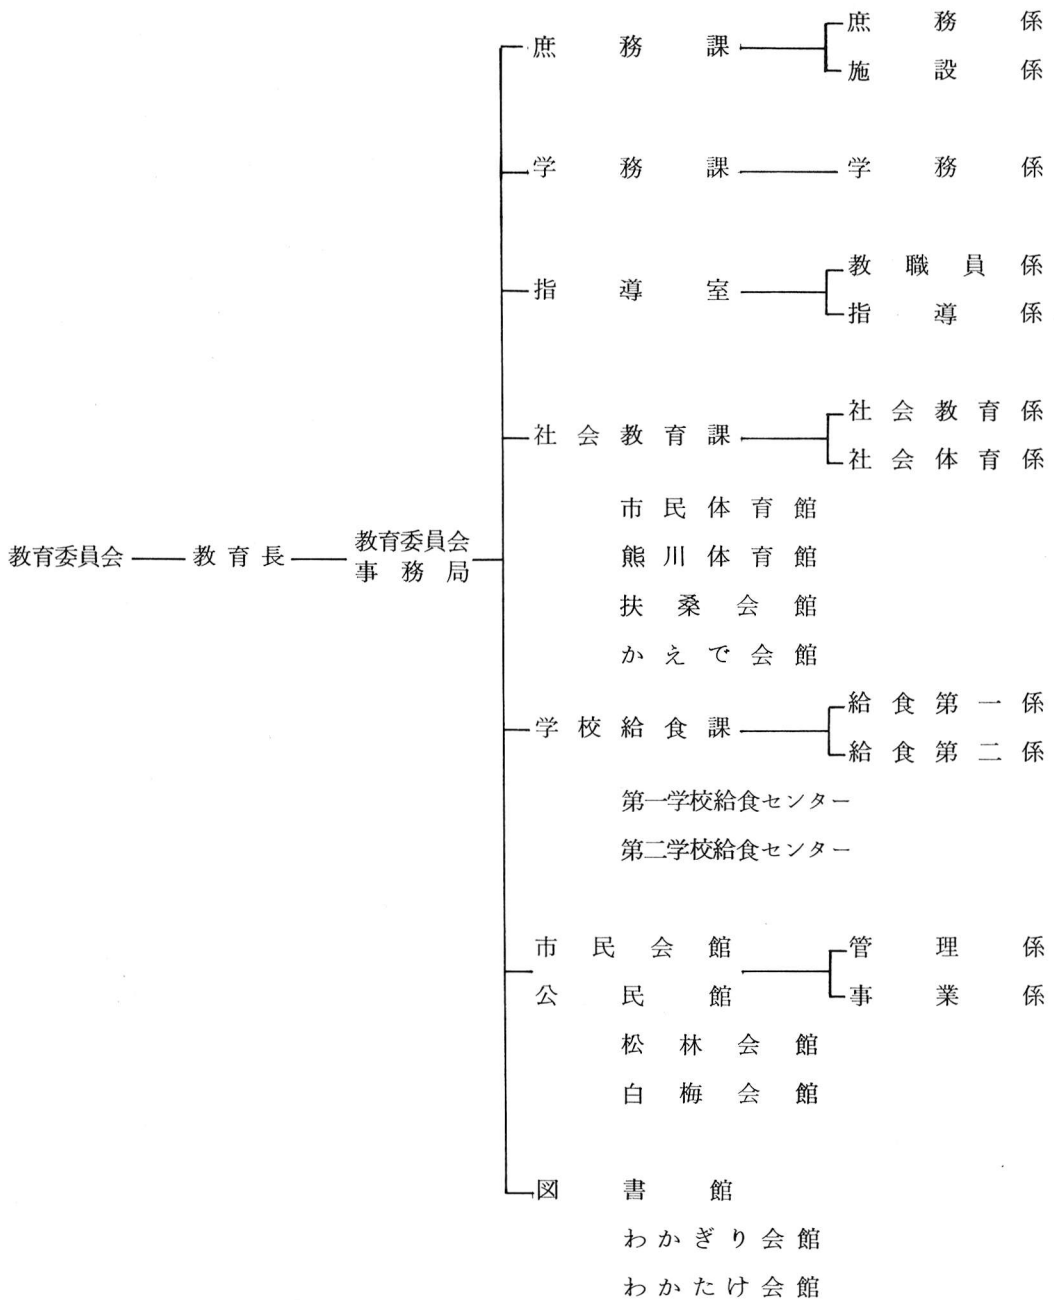 教育委員会
教育長
教育委員会
事務局
庶務課
庶務係
施設係
学務課
学務係
指導室
教職員係
指導係
社会教育課
社会教育係
社会体育係
市民体育館
熊川体育館
扶桑会館
かえで会館
学校給食課
給食第一係
給食第二係
第一学校給食センター
第二学校給食センター
市民会館
公民館
管理係
事業係
松林会館
白梅会館
図書館
わかぎり会館
わかたけ会館